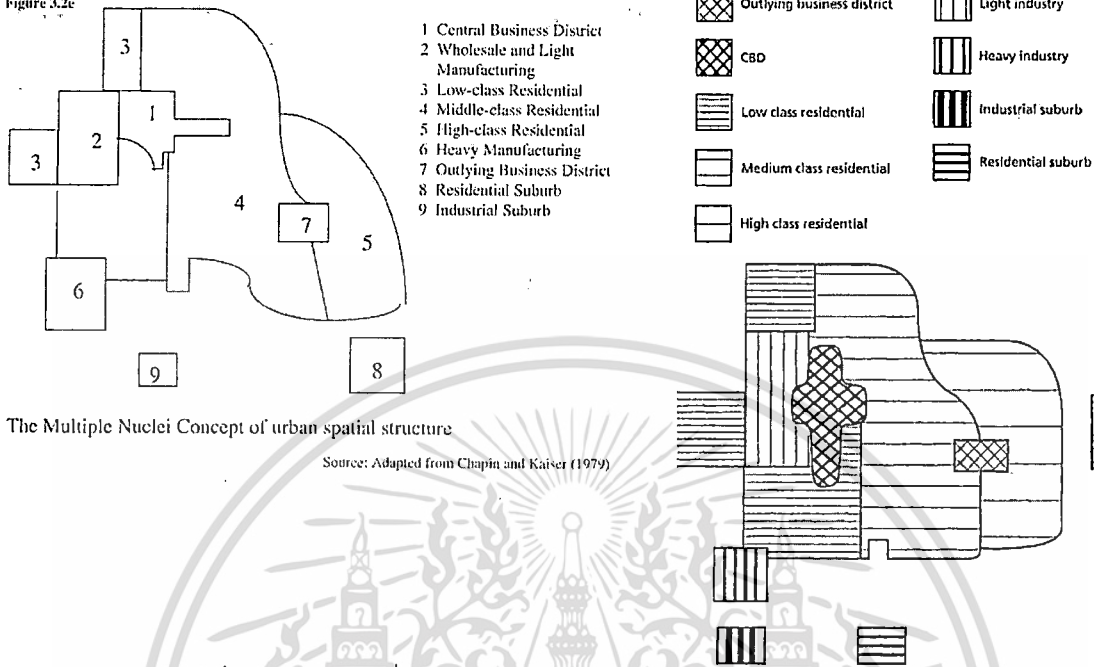 Figure 3.2c
3
1
2
3
4
7
5
6
9
8
1 Central Business District
2 Wholesale and Light
Manufacturing
3 Low-class Residential
4 Middle-class Residential
5 High-class Residential
6 Heavy Manufacturing
7 Outlying Business District
8 Residential Suburb
9 Industrial Suburb
The Multiple Nuclei Concept of urban spatial structure
Source: Adapted from Chapin and Kaiser (1979)
Outlying business district
CBD
Low class residential
Medium class residential
High class residential
Light industry
Heavy industry
Industrial suburb
Residential suburb